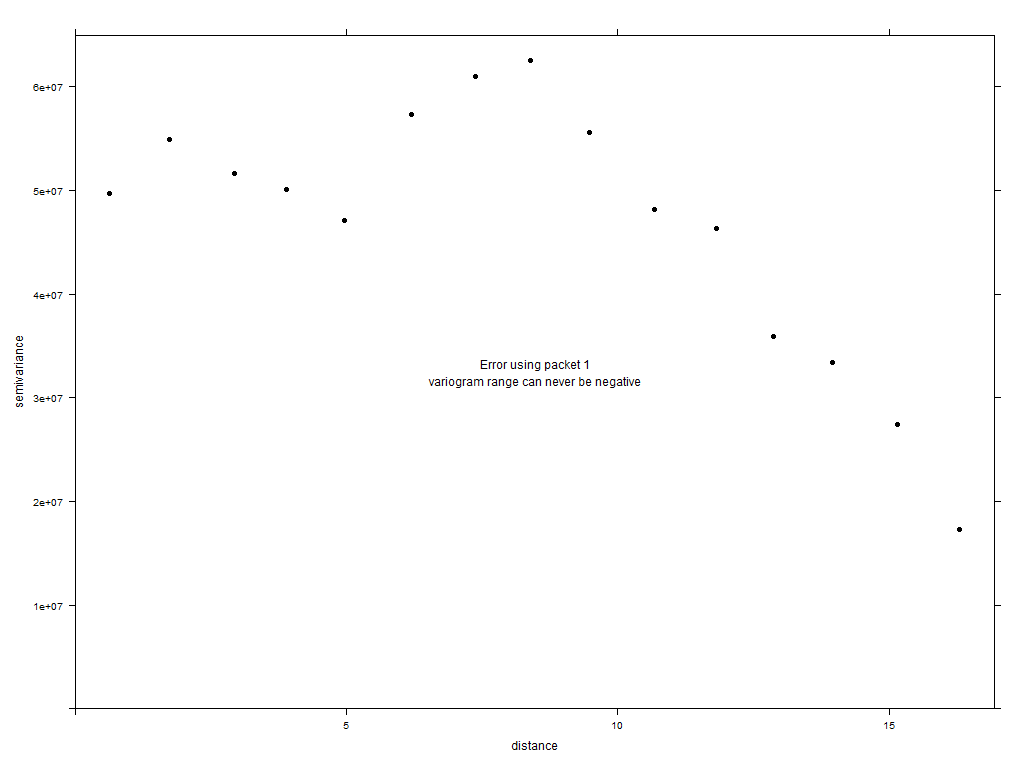 6e+07
5e+07
4e+07
3e+07
2e+07
1e+07
semivariance
Error using packet 1
variogram range can never be negative
5
10
15
distance